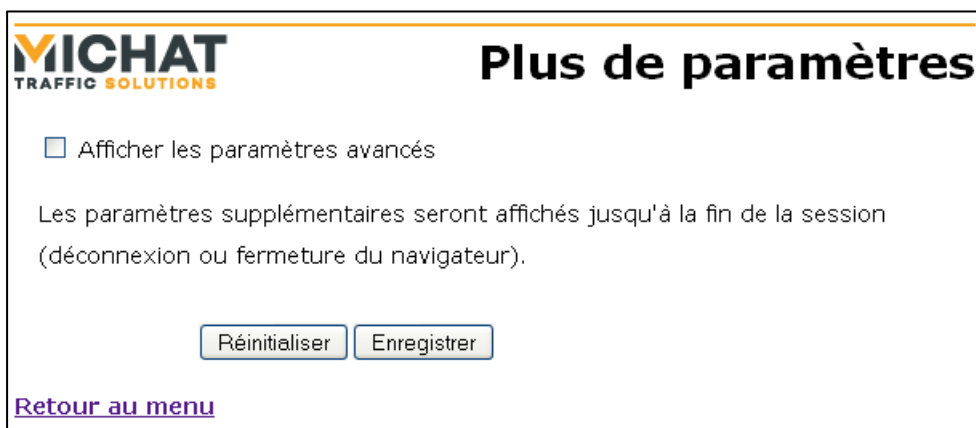 MICHAT
TRAFFIC SOLUTIONS
Plus de paramètres
Afficher les paramètres avancés
Les paramètres supplémentaires seront affichés jusqu'à la fin de la session
(déconnexion ou fermeture du navigateur).
Réinitialiser Enregistrer
Retour au menu